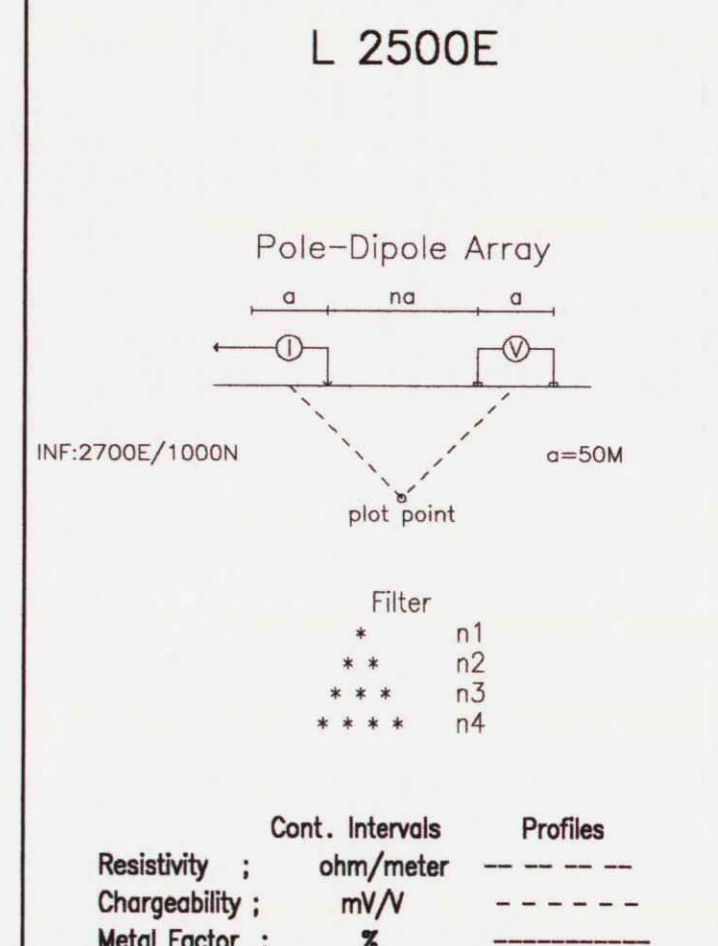 L 2500E
Pole-Dipole Array
a na a
I V
INF:2700E/1000N a=50M
plot point
Filter
* n1
* * n2
* * * n3
* * * * n4
Cont. Intervals Profiles
Resistivity ; ohm/meter -- -- -- --
Chargeability ; mV/V - - - - - -
Metal Factor ; % -----------